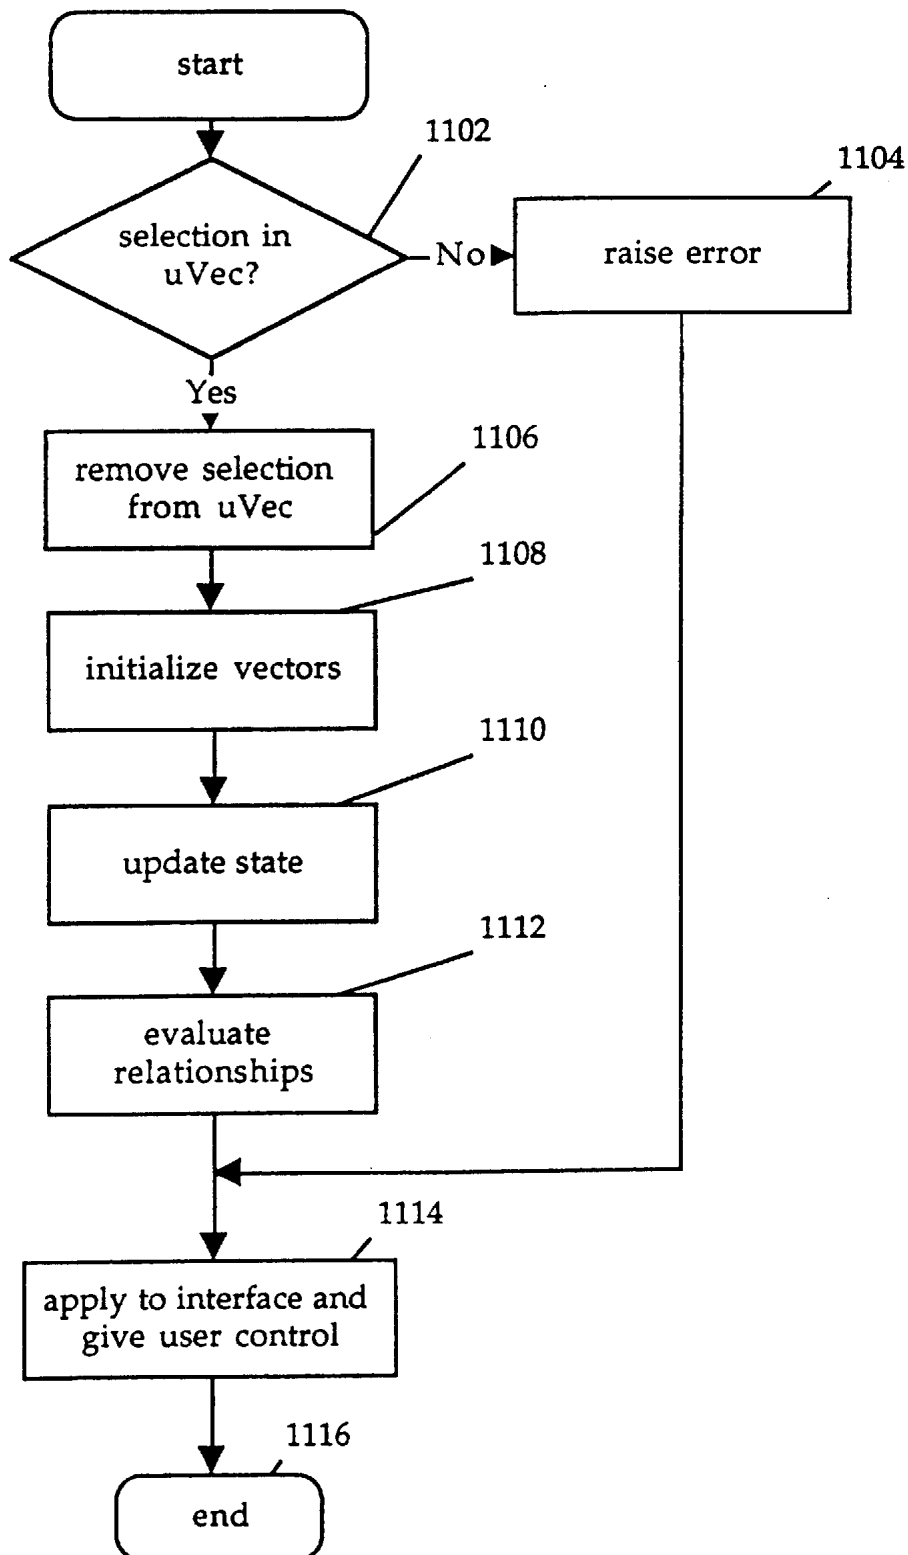 start
1102
1104
selection in
uVec?
No
raise error
Yes
1106
remove selection
from uVec
1108
initialize vectors
1110
update state
1112
evaluate
relationships
1114
apply to interface and
give user control
1116
end